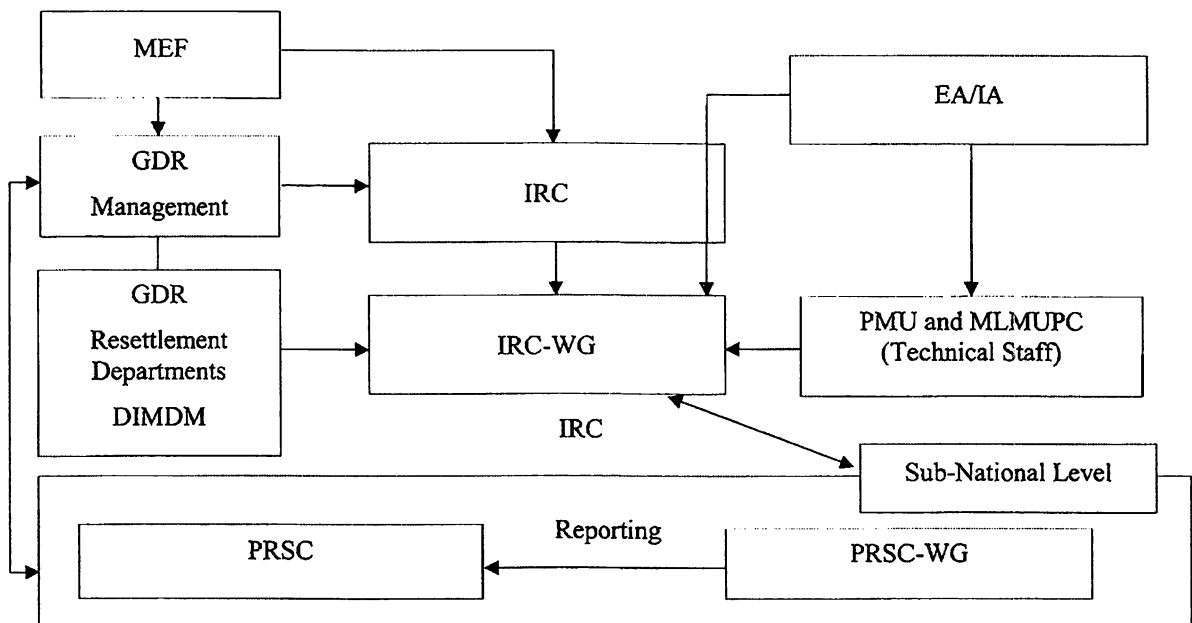 MEF
EA/IA
GDR
Management
IRC
GDR
Resettlement
Departments
DIMDM
IRC-WG
PMU and MLMUPC
(Technical Staff)
IRC
Sub-National Level
PRSC
Reporting
PRSC-WG